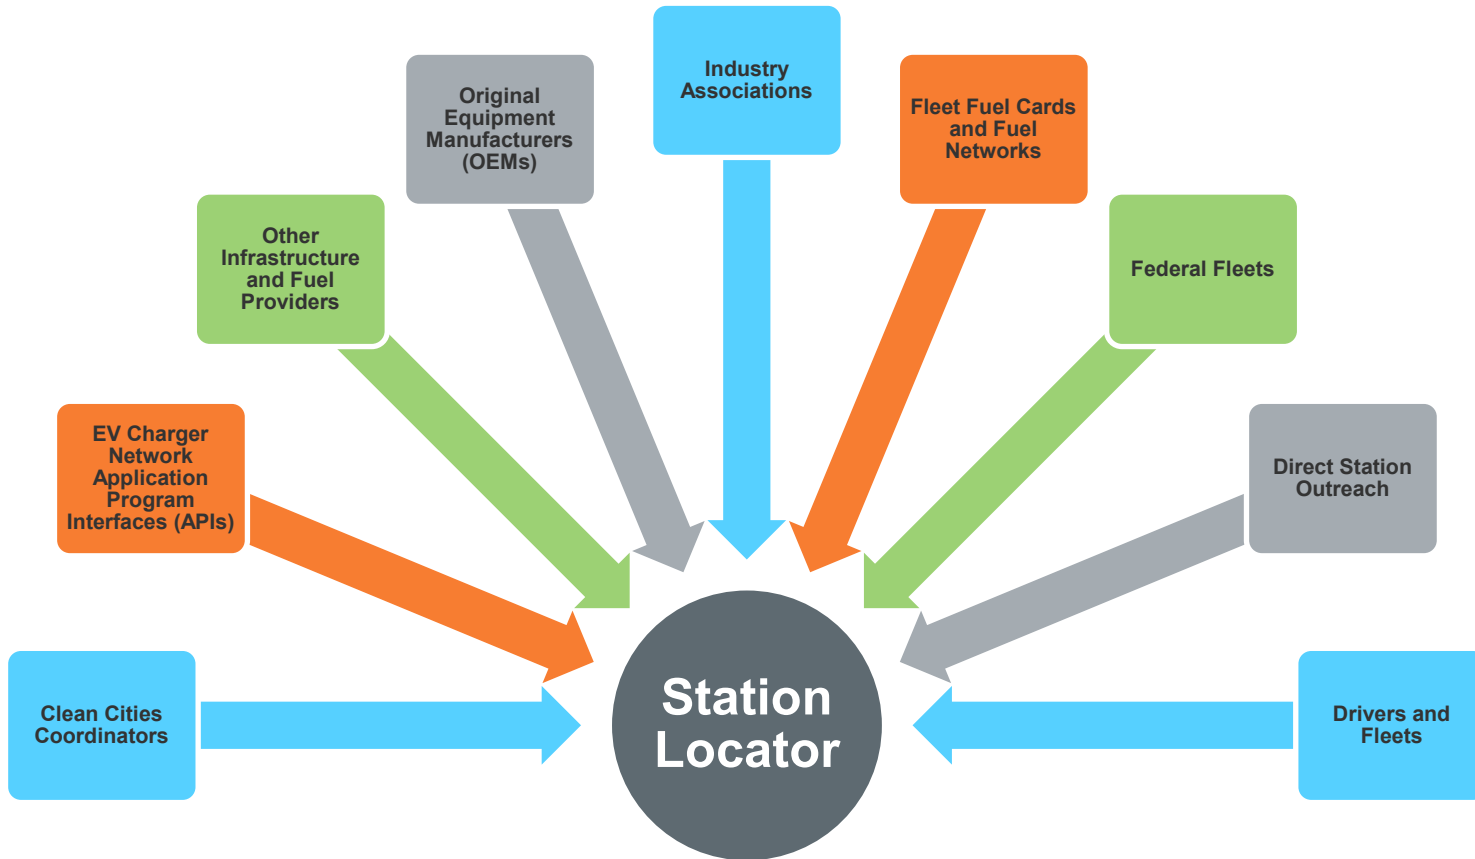 Industry
Associations
Original
Equipment
Manufacturers
(OEMs)
Fleet Fuel Cards
and Fuel
Networks
Other
Infrastructure
and Fuel
Providers
Federal Fleets
EV Charger
Network
Application
Program
Interfaces (APIs)
Direct Station
Outreach
Clean Cities
Coordinators
Station
Locator
Drivers and
Fleets